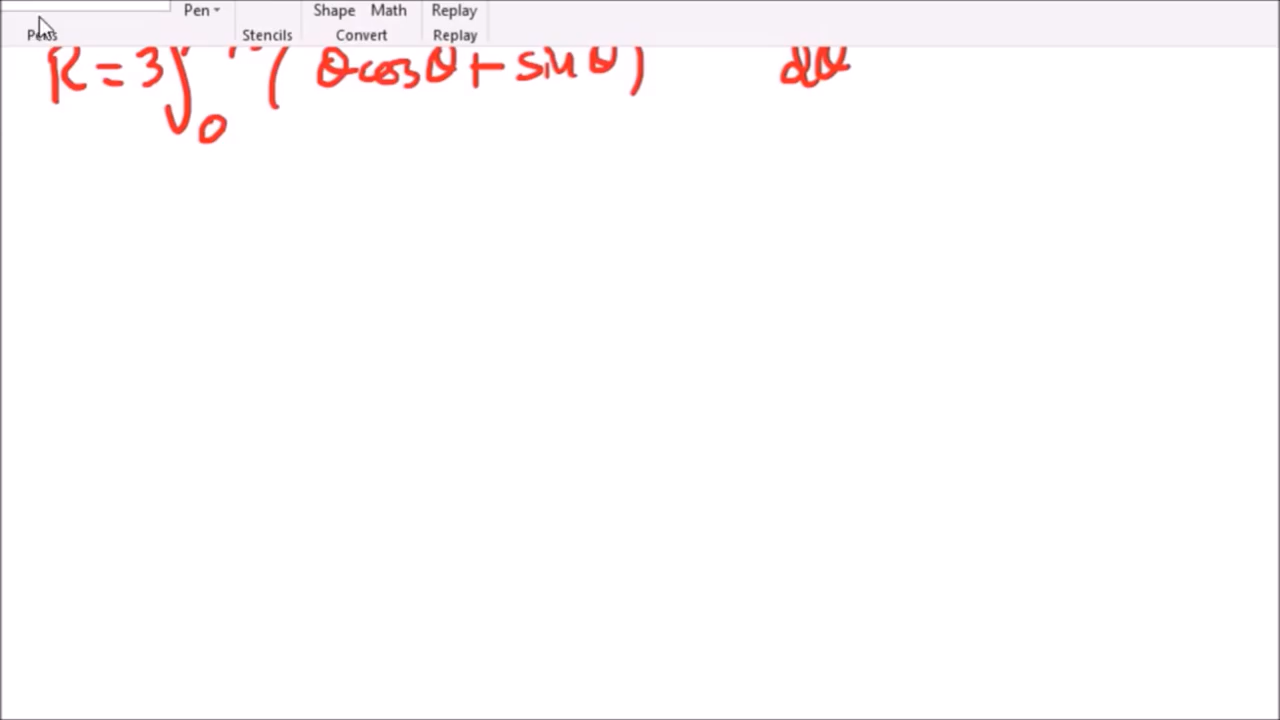 Pen
Shape Math Replay
Pens Stencils Convert Replay
R = 3∫₀ ( θcosθ + sinθ ) dθ